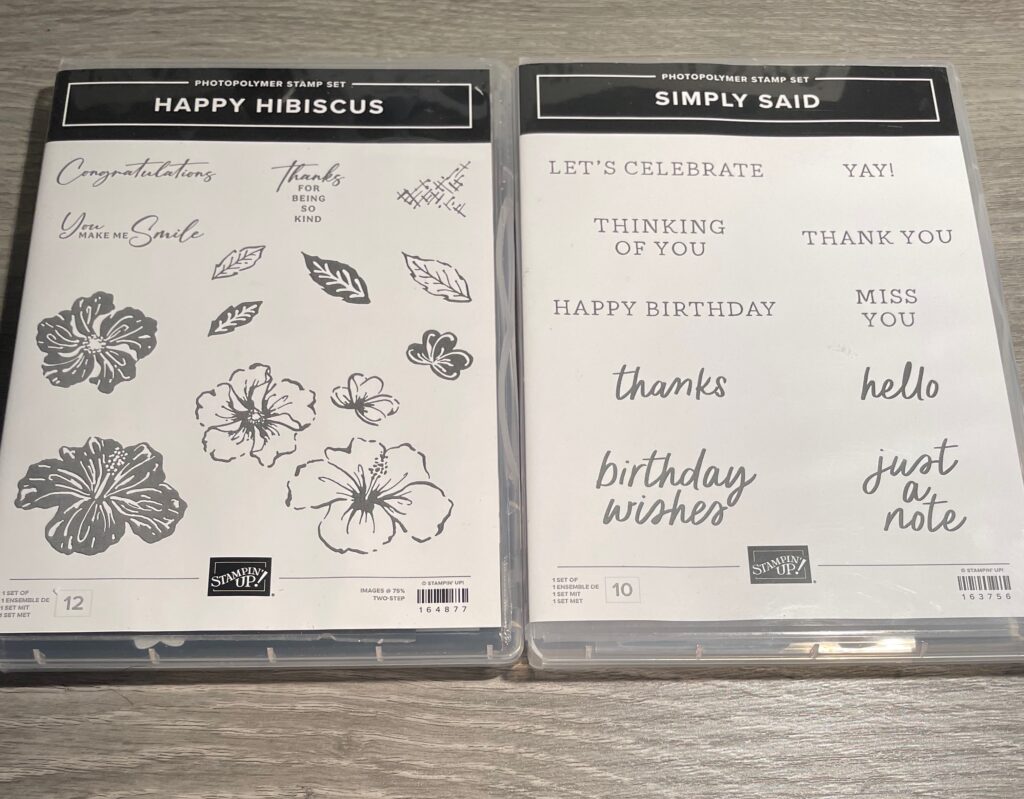 PHOTOPOLYMER STAMP SET
HAPPY HIBISCUS
Congratulations
Thanks
FOR
BEING
SO
KIND
You
MAKE ME Smile
STAMPIN'
UP!
1 SET OF
1 ENSEMBLE DE
1 SET MIT
1 SET MET
12
IMAGES @ 75%
TWO-STEP
© STAMPIN' UP!
164877
PHOTOPOLYMER STAMP SET
SIMPLY SAID
LET'S CELEBRATE
YAY!
THINKING
OF YOU
THANK YOU
HAPPY BIRTHDAY
MISS
YOU
thanks
hello
birthday
wishes
just
a
note
STAMPIN'
UP!
1 SET OF
1 ENSEMBLE DE
1 SET MIT
1 SET MET
10
© STAMPIN' UP!
163756